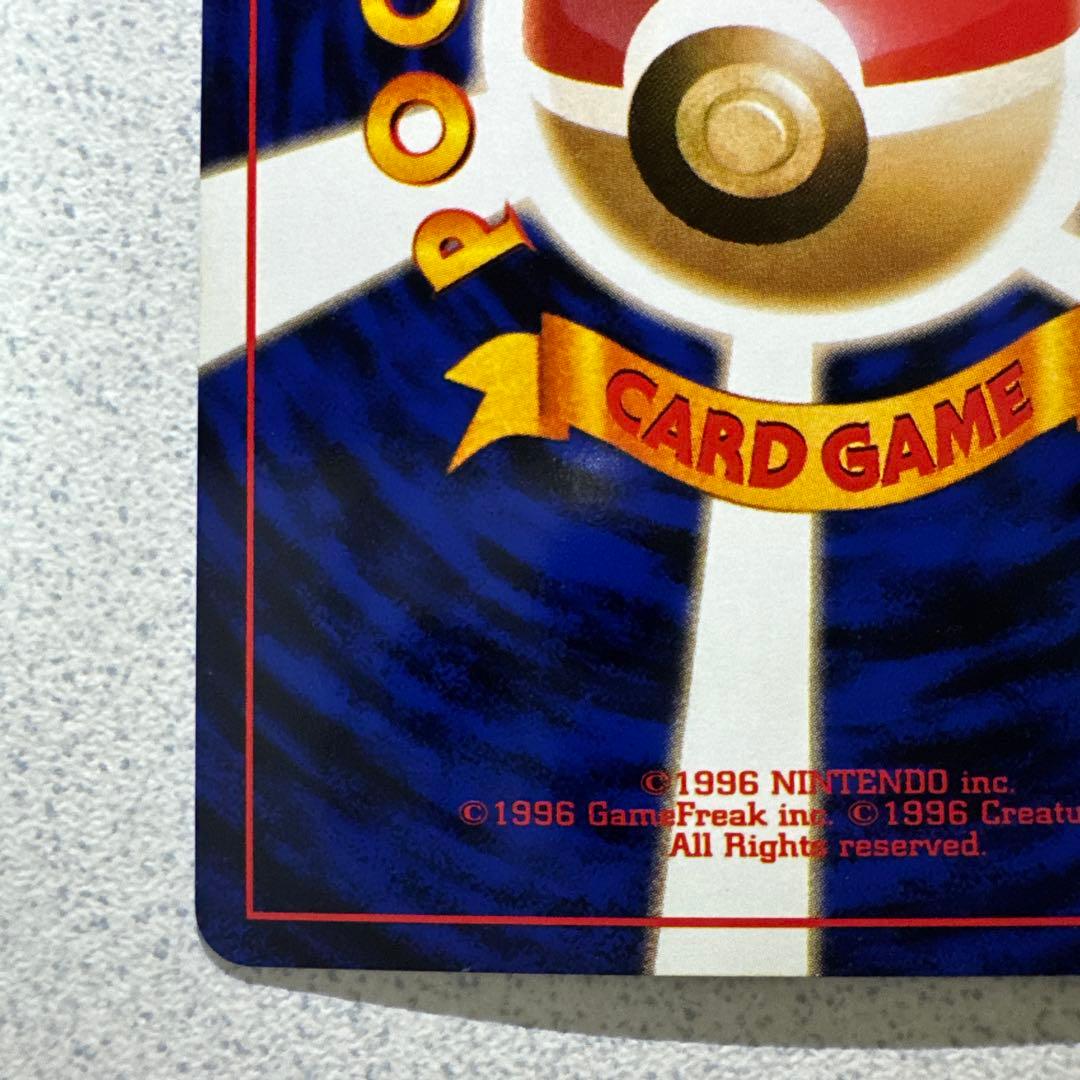 POC
CARD GAME
©1996 NINTENDO inc.
©1996 GameFreak inc. ©1996 Creatu
All Rights reserved.